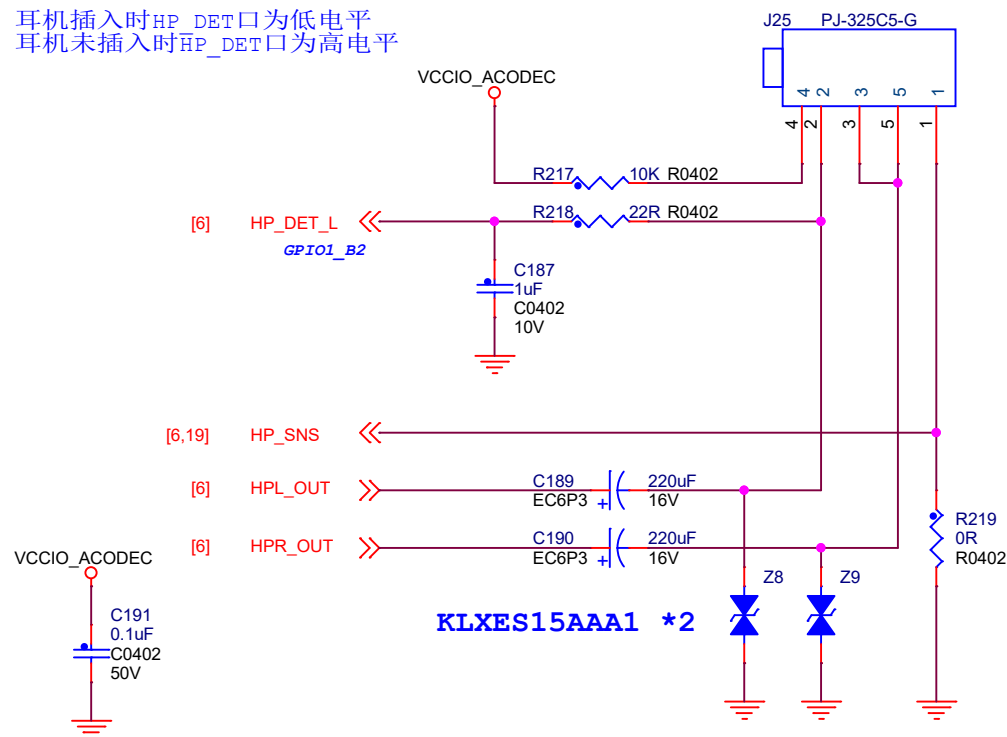 耳机插入时HP_DET口为低电平
耳机未插入时HP_DET口为高电平
J25 PJ-325C5-G
4 2 3 5 1
4 2 3 5 1
VCCIO_ACODEC
R217 10K R0402
[6] HP_DET_L R218 22R R0402
GPIO1_B2
C187
1uF
C0402
10V
[6,19] HP_SNS
[6] HPL_OUT
C189 220uF
EC6P3 + 16V
[6] HPR_OUT
C190 220uF
EC6P3 + 16V
R219
0R
R0402
VCCIO_ACODEC
C191
0.1uF
C0402
50V
Z8 Z9
KLXES15AAA1 *2